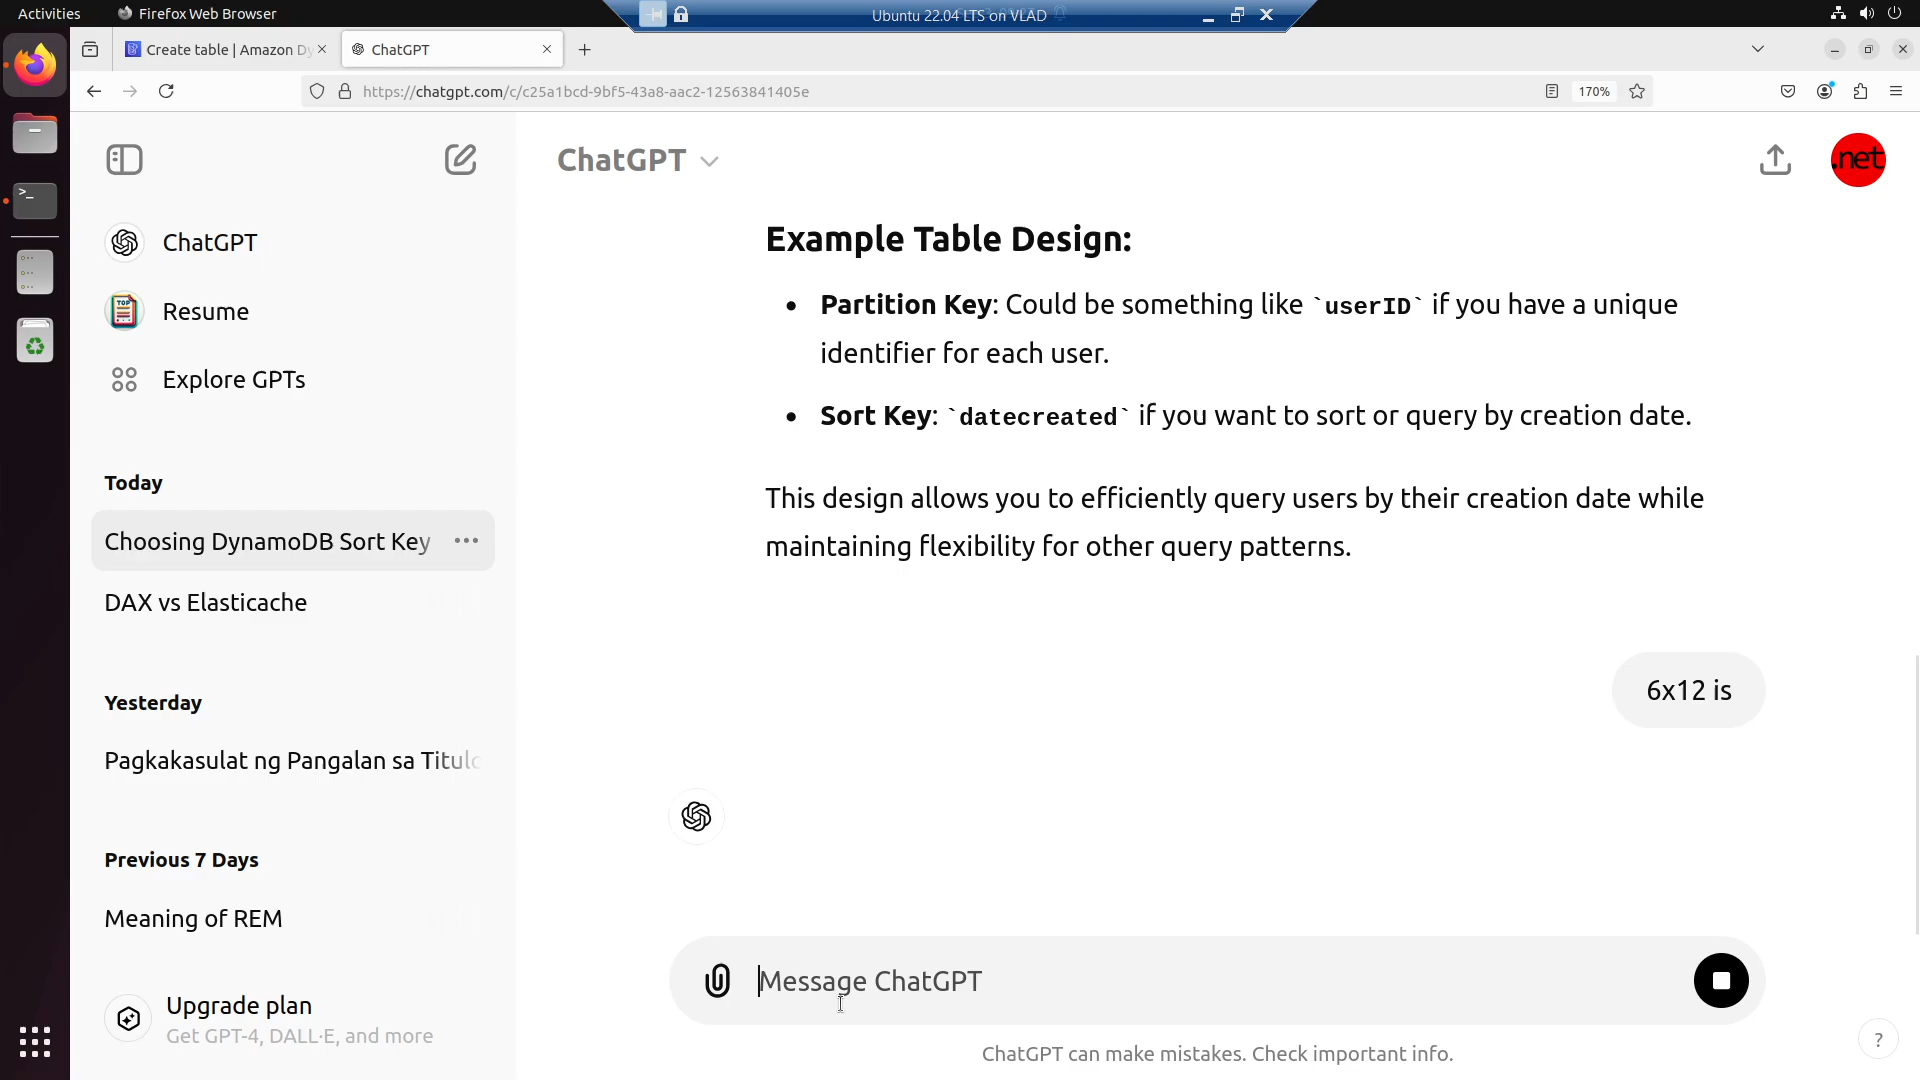 Activities
Firefox Web Browser
Ubuntu 22.04 LTS on VLAD
Create table | Amazon Dy
ChatGPT
https://chatgpt.com/c/c25a1bcd-9bf5-43a8-aac2-12563841405e
170%
ChatGPT
.net
ChatGPT
Resume
Explore GPTs
Today
Choosing DynamoDB Sort Key
DAX vs Elasticache
Yesterday
Pagkakasulat ng Pangalan sa Titulo
Previous 7 Days
Meaning of REM
Upgrade plan
Get GPT-4, DALL·E, and more
Example Table Design:
• Partition Key: Could be something like `userID` if you have a unique
identifier for each user.
• Sort Key: `datecreated` if you want to sort or query by creation date.
This design allows you to efficiently query users by their creation date while
maintaining flexibility for other query patterns.
6x12 is
Message ChatGPT
ChatGPT can make mistakes. Check important info.
?